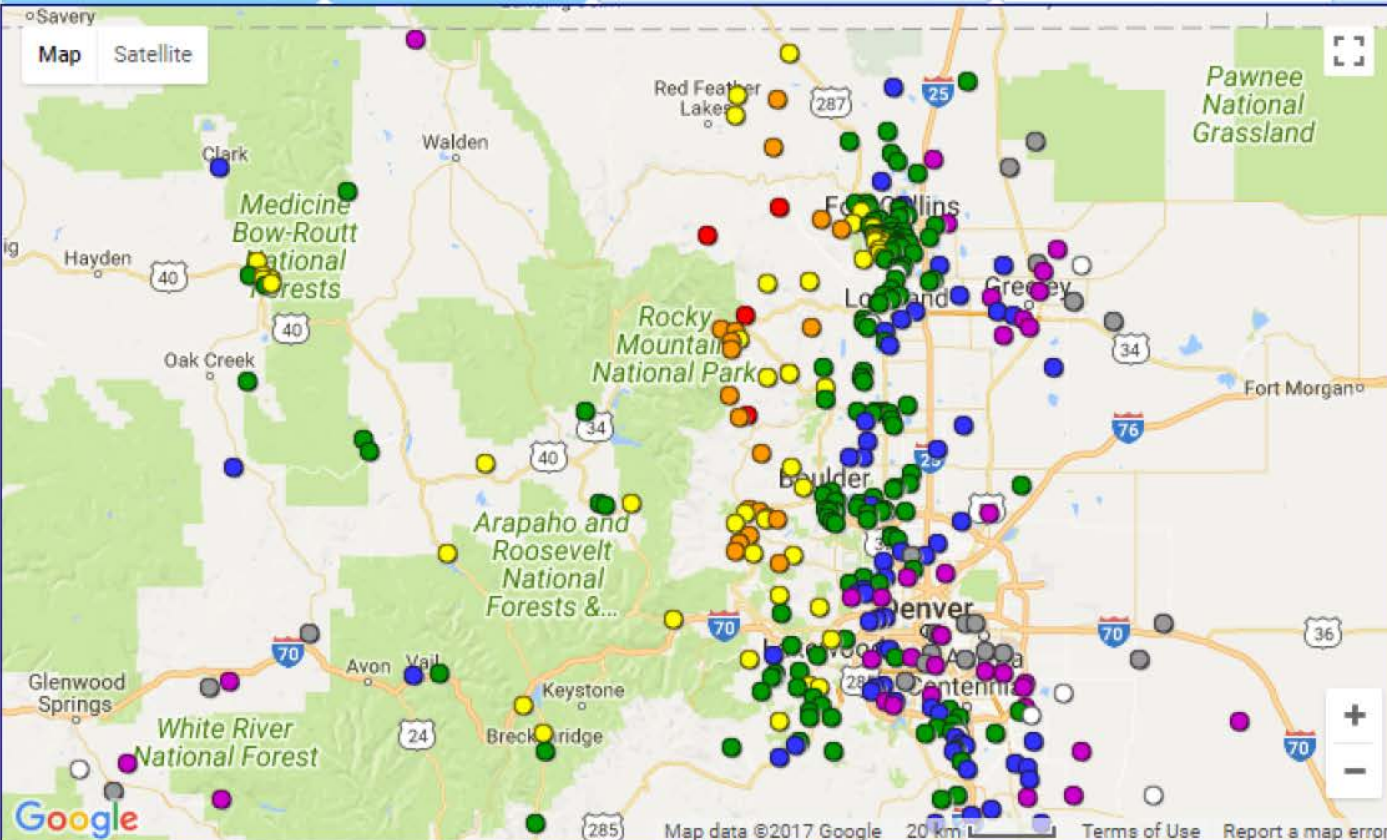 Savery
Map
Satellite
Red Feather
Lakes
287
25
Pawnee
National
Grassland
Walden
Clark
Medicine
Bow-Routt
National
Forests
Hayden
40
40
Oak Creek
Rocky
Mountain
National Park
34
Fort Morgan
76
34
40
25
Boulder
Arapaho and
Roosevelt
National
Forests &...
Denver
70
70
36
70
Avon
Vail
Glenwood
Springs
Keystone
Centennial
White River
National Forest
24
70
Google
285
Map data ©2017 Google
20 km
Terms of Use
Report a map error